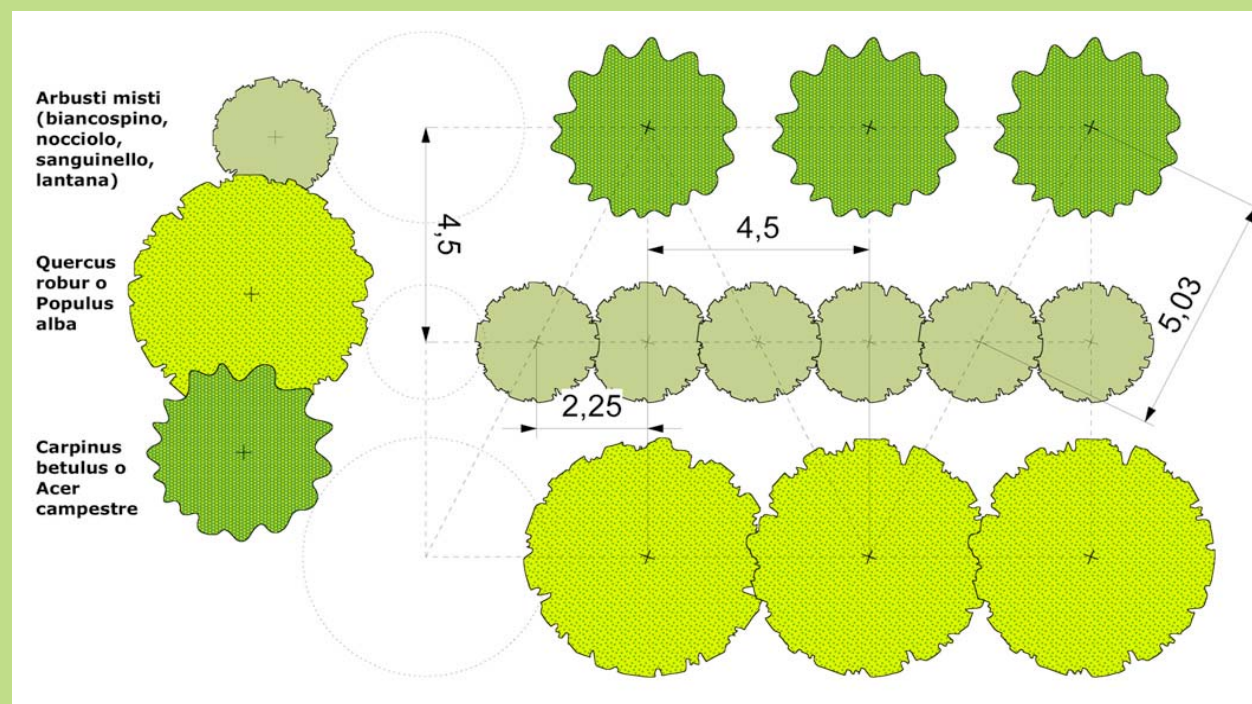 Arbusti misti
(biancospino,
nocciolo,
sanguinello,
lantana)
Quercus
robur o
Populus
alba
Carpinus
betulus o
Acer
campestre
4,5
4,5
5,03
2,25